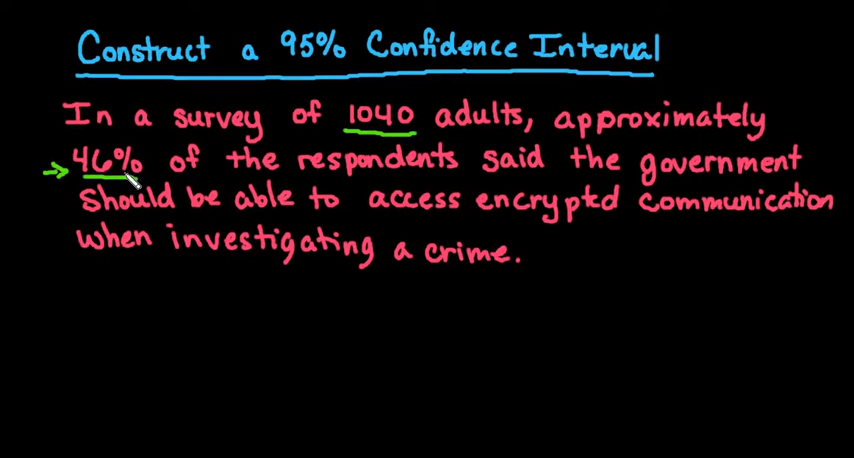 Construct a 95% Confidence Interval
In a survey of 1040 adults, approximately
46% of the respondents said the government
should be able to access encrypted communication
when investigating a crime.